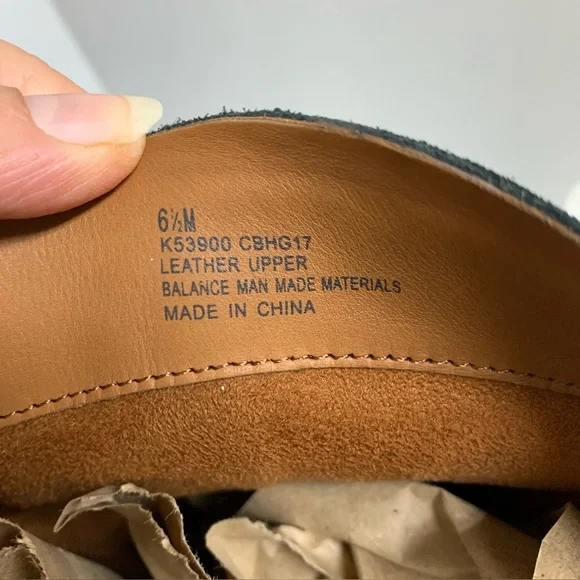 6½M
K53900 CBHG17
LEATHER UPPER
BALANCE MAN MADE MATERIALS
MADE IN CHINA